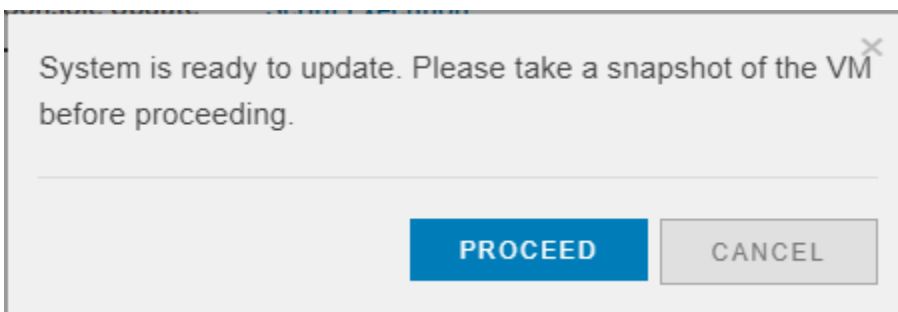 System is ready to update. Please take a snapshot of the VM
before proceeding.
PROCEED
CANCEL